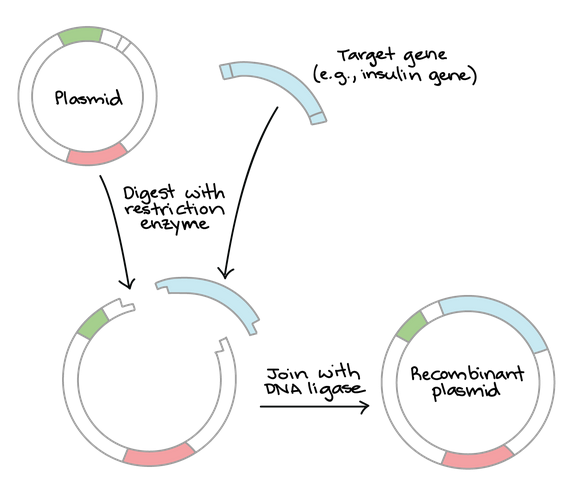 Plasmid
Target gene
(e.g., insulin gene)
Digest with
restriction
enzyme
Join with
DNA ligase
Recombinant
plasmid